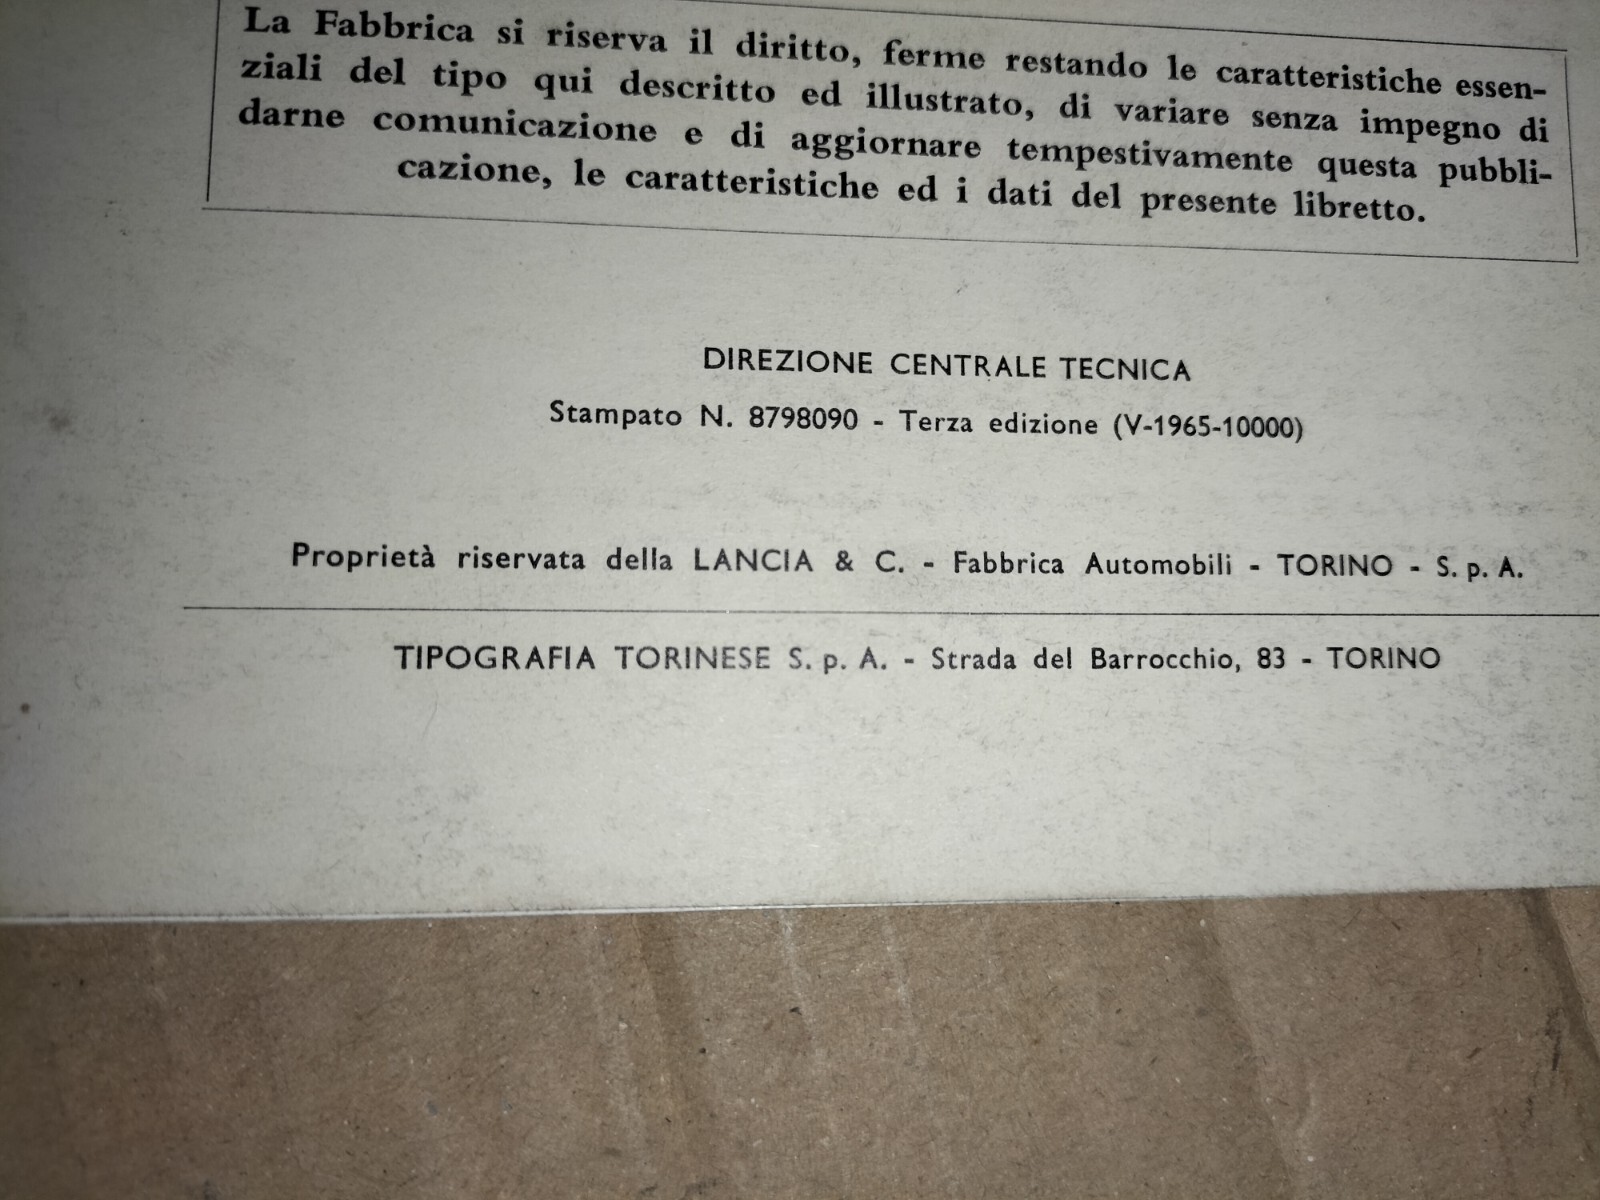 La Fabbrica si riserva il diritto, ferme restando le caratteristiche essen-
ziali del tipo qui descritto ed illustrato, di variare senza impegno di
darne comunicazione e di aggiornare tempestivamente questa pubbli-
cazione, le caratteristiche ed i dati del presente libretto.
DIREZIONE CENTRALE TECNICA
Stampato N. 8798090 - Terza edizione (V-1965-10000)
Proprietà riservata della LANCIA & C. - Fabbrica Automobili - TORINO - S. p. A.
TIPOGRAFIA TORINESE S. p. A. - Strada del Barrocchio, 83 - TORINO